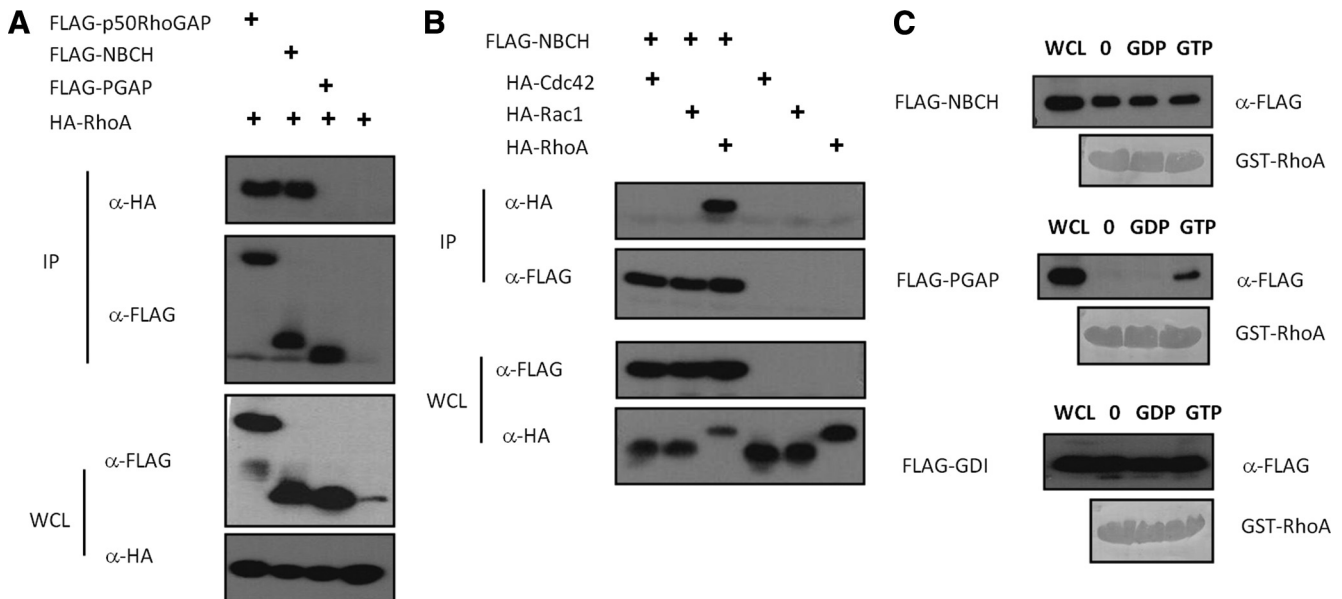 A
FLAG-p50RhoGAP +
FLAG-NBCH +
FLAG-PGAP +
HA-RhoA + + + +
IP
α-HA
α-FLAG
WCL
α-FLAG
α-HA
B
FLAG-NBCH + + +
HA-Cdc42 + +
HA-Rac1 + +
HA-RhoA + +
IP
α-HA
α-FLAG
WCL
α-FLAG
α-HA
C
WCL 0 GDP GTP
FLAG-NBCH α-FLAG
GST-RhoA
WCL 0 GDP GTP
FLAG-PGAP α-FLAG
GST-RhoA
WCL 0 GDP GTP
FLAG-GDI α-FLAG
GST-RhoA